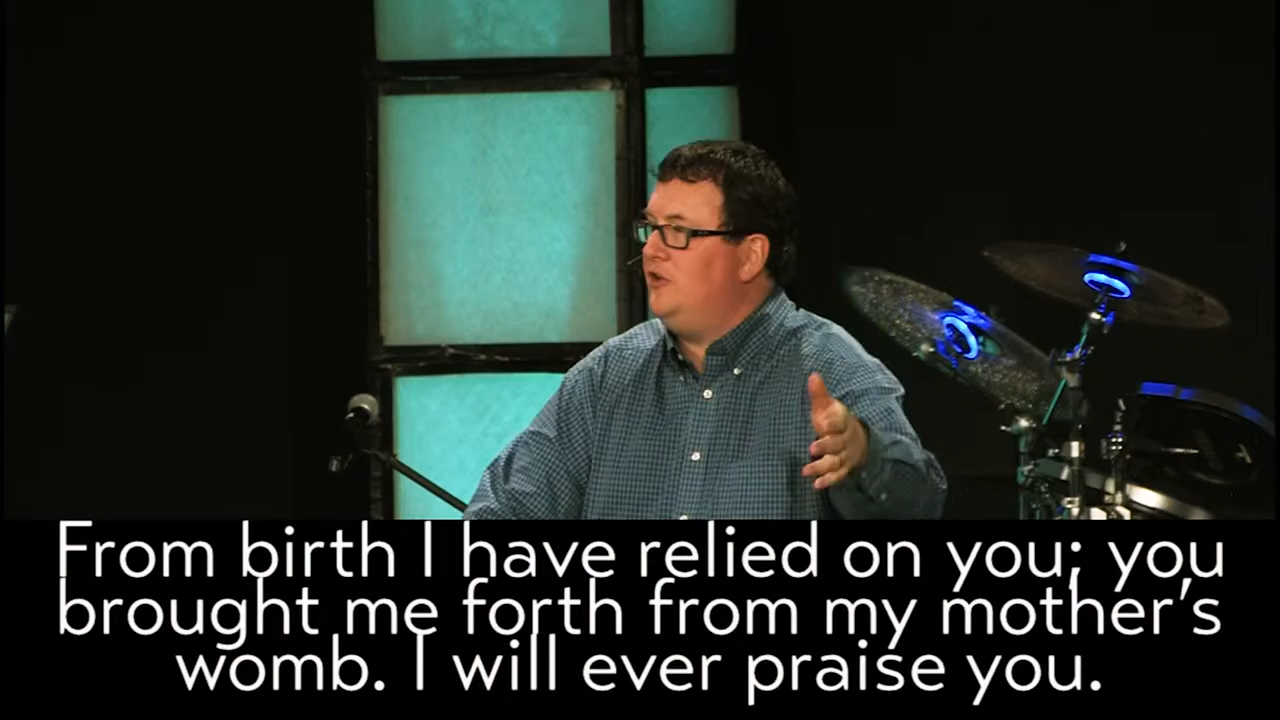 From birth I have relied on you; you
brought me forth from my mother’s
womb. I will ever praise you.